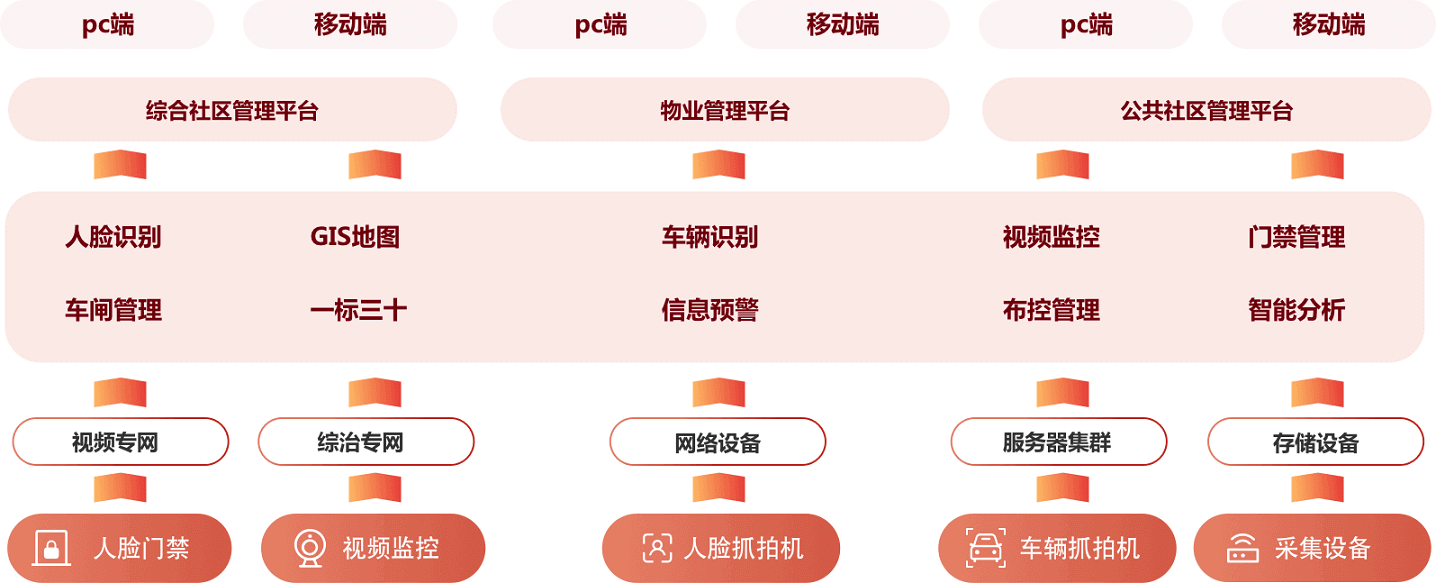 pc端 移动端 pc端 移动端 pc端 移动端
综合社区管理平台 物业管理平台 公共社区管理平台
人脸识别 GIS地图 车辆识别 视频监控 门禁管理
车闸管理 一标三十 信息预警 布控管理 智能分析
视频专网 综治专网 网络设备 服务器集群 存储设备
人脸门禁 视频监控 人脸抓拍机 车辆抓拍机 采集设备